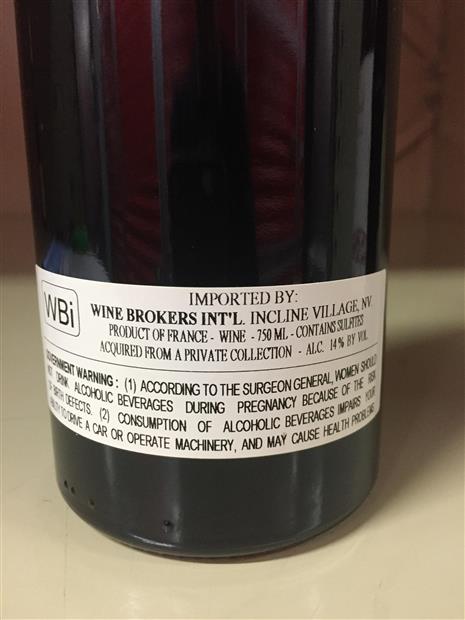 WBi
IMPORTED BY:
WINE BROKERS INT'L. INCLINE VILLAGE, NV.
PRODUCT OF FRANCE - WINE - 750 ML - CONTAINS SULFITES
ACQUIRED FROM A PRIVATE COLLECTION - ALC. 14% BY VOL
GOVERNMENT WARNING: (1) ACCORDING TO THE SURGEON GENERAL, WOMEN SHOULD
NOT DRINK ALCOHOLIC BEVERAGES DURING PREGNANCY BECAUSE OF THE RISK
OF BIRTH DEFECTS. (2) CONSUMPTION OF ALCOHOLIC BEVERAGES IMPAIRS YOUR
ABILITY TO DRIVE A CAR OR OPERATE MACHINERY, AND MAY CAUSE HEALTH PROBLEMS.